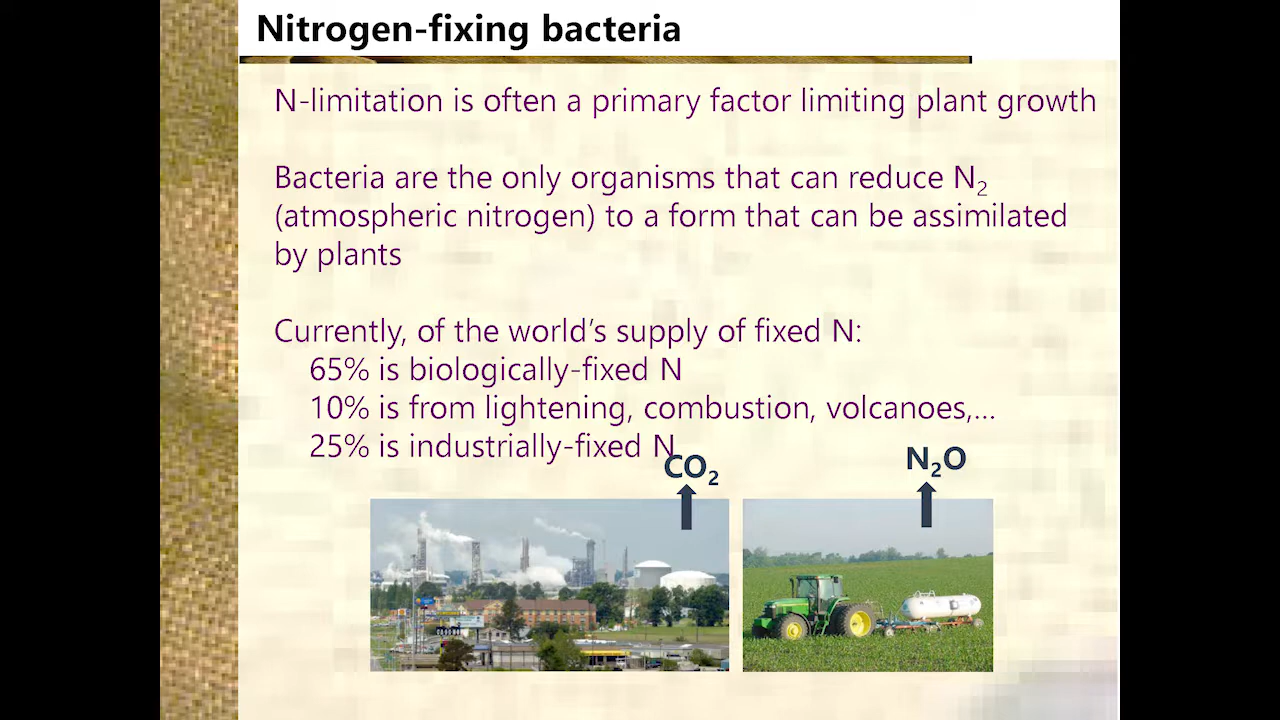 Nitrogen-fixing bacteria
N-limitation is often a primary factor limiting plant growth
Bacteria are the only organisms that can reduce N₂
(atmospheric nitrogen) to a form that can be assimilated
by plants
Currently, of the world's supply of fixed N:
65% is biologically-fixed N
10% is from lightening, combustion, volcanoes,...
25% is industrially-fixed N
CO₂
N₂O